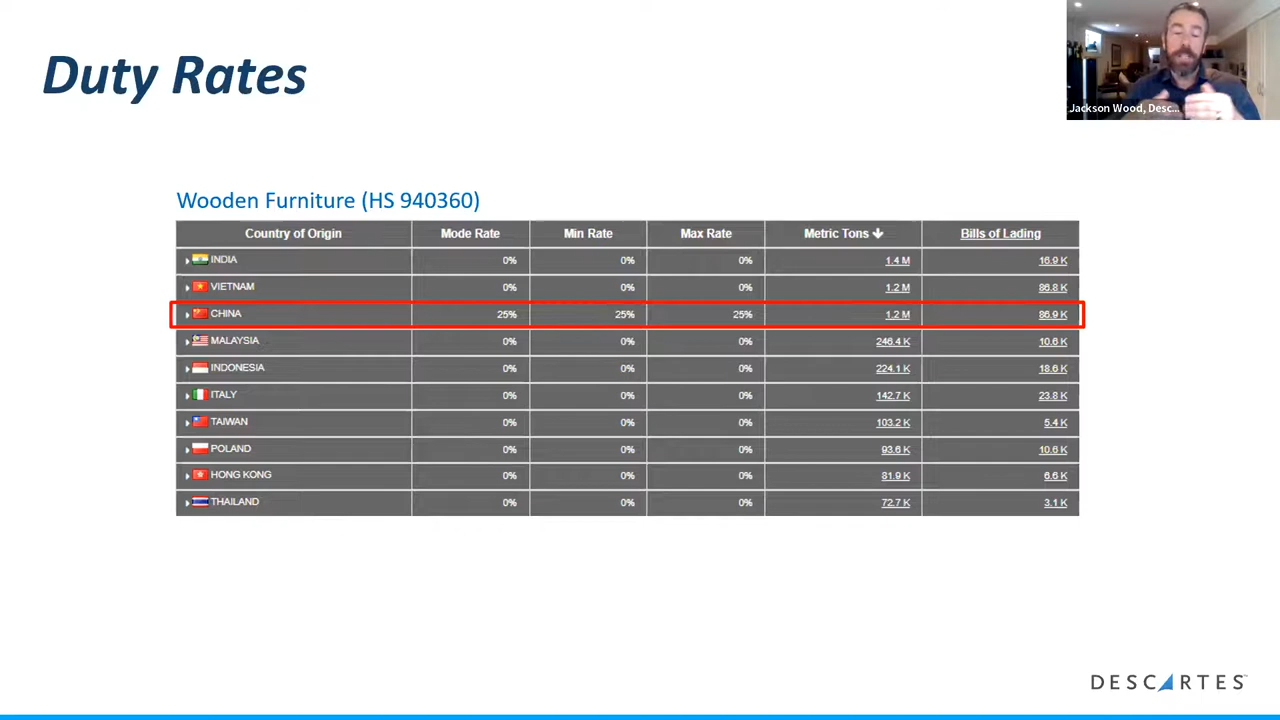 Duty Rates
Jackson Wood, Desc...
Wooden Furniture (HS 940360)
Country of Origin Mode Rate Min Rate Max Rate Metric Tons Bills of Lading
INDIA 0% 0% 0% 1.4 M 16.9 K
VIETNAM 0% 0% 0% 1.2 M 86.8 K
CHINA 25% 25% 25% 1.2 M 86.9 K
MALAYSIA 0% 0% 0% 246.4 K 10.6 K
INDONESIA 0% 0% 0% 224.1 K 18.6 K
ITALY 0% 0% 0% 142.7 K 23.8 K
TAIWAN 0% 0% 0% 103.2 K 5.4 K
POLAND 0% 0% 0% 93.6 K 10.6 K
HONG KONG 0% 0% 0% 81.9 K 6.6 K
THAILAND 0% 0% 0% 72.7 K 3.1 K
DESCARTES™